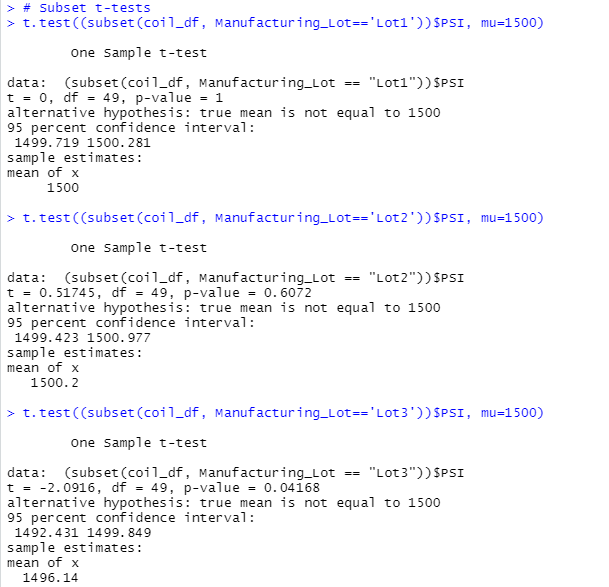 > # Subset t-tests
> t.test((subset(coil_df, Manufacturing_Lot=='Lot1'))$PSI, mu=1500)
One Sample t-test
data:  (subset(coil_df, Manufacturing_Lot == "Lot1"))$PSI
t = 0, df = 49, p-value = 1
alternative hypothesis: true mean is not equal to 1500
95 percent confidence interval:
1499.719 1500.281
sample estimates:
mean of x
1500
> t.test((subset(coil_df, Manufacturing_Lot=='Lot2'))$PSI, mu=1500)
One Sample t-test
data:  (subset(coil_df, Manufacturing_Lot == "Lot2"))$PSI
t = 0.51745, df = 49, p-value = 0.6072
alternative hypothesis: true mean is not equal to 1500
95 percent confidence interval:
1499.423 1500.977
sample estimates:
mean of x
1500.2
> t.test((subset(coil_df, Manufacturing_Lot=='Lot3'))$PSI, mu=1500)
One Sample t-test
data:  (subset(coil_df, Manufacturing_Lot == "Lot3"))$PSI
t = -2.0916, df = 49, p-value = 0.04168
alternative hypothesis: true mean is not equal to 1500
95 percent confidence interval:
1492.431 1499.849
sample estimates:
mean of x
1496.14